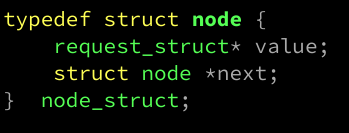 typedef struct node {
    request_struct* value;
    struct node *next;
}  node_struct;